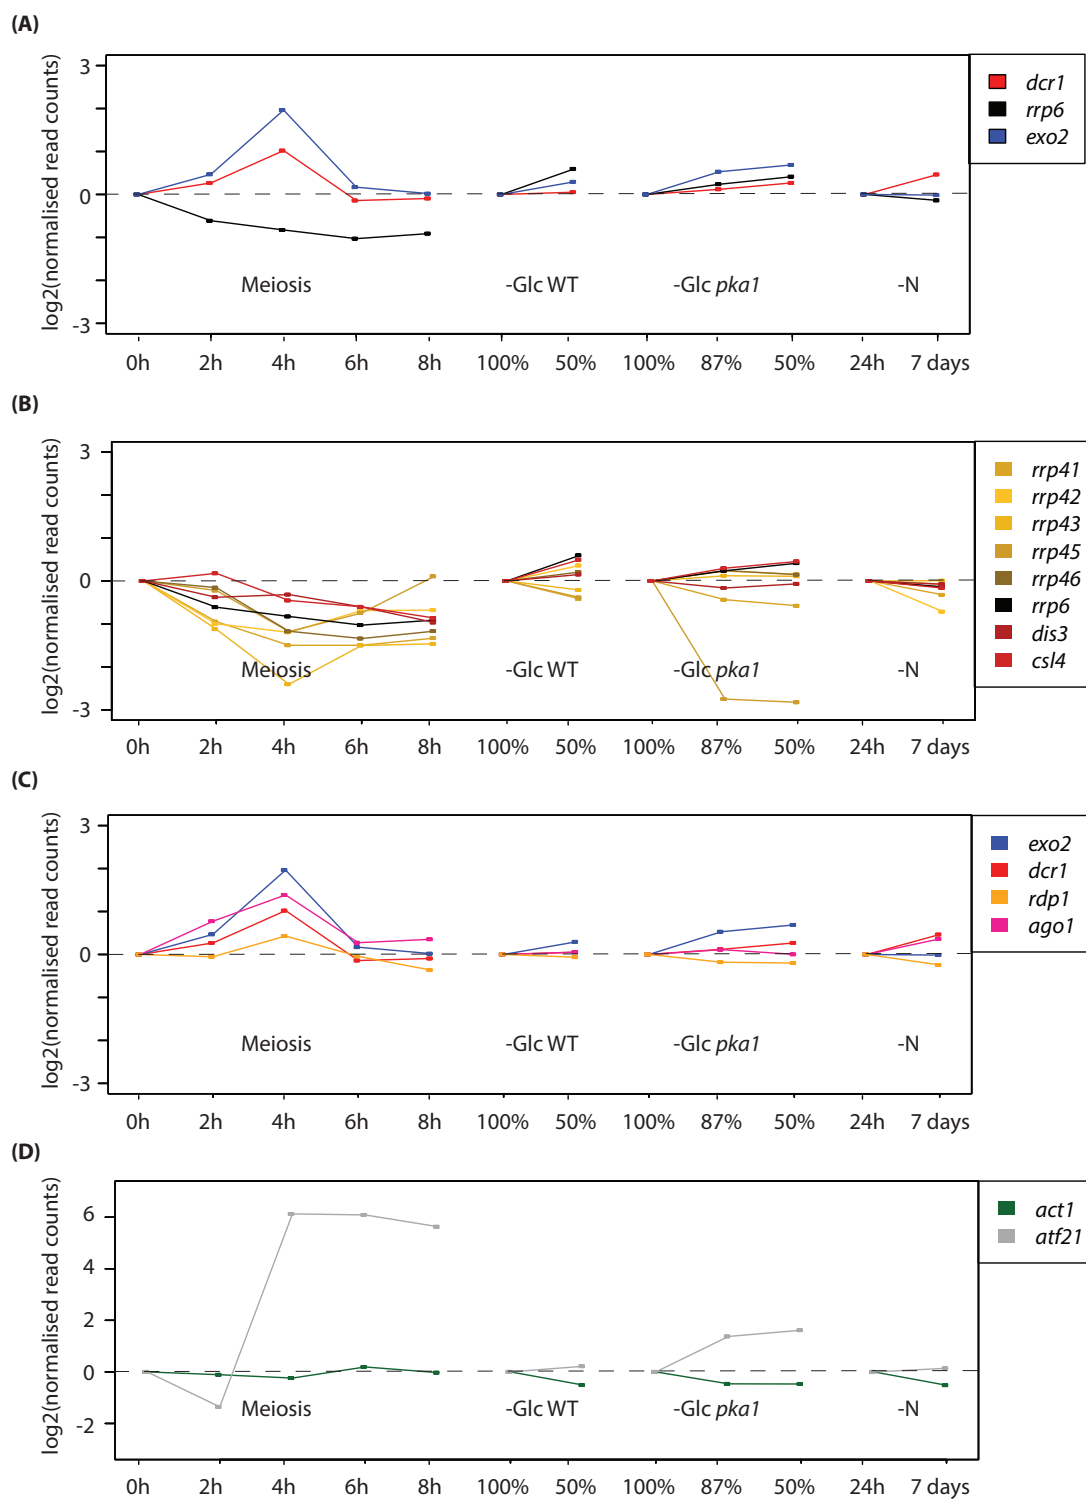 (A)
log2(normalised read counts)
3
0
-3
Meiosis
-Glc WT
-Glc pka1
-N
0h 2h 4h 6h 8h 100% 50% 100% 87% 50% 24h 7 days
dcr1
rrp6
exo2
(B)
log2(normalised read counts)
3
0
-3
Meiosis
-Glc WT
-Glc pka1
-N
0h 2h 4h 6h 8h 100% 50% 100% 87% 50% 24h 7 days
rrp41
rrp42
rrp43
rrp45
rrp46
rrp6
dis3
csl4
(C)
log2(normalised read counts)
3
0
-3
Meiosis
-Glc WT
-Glc pka1
-N
0h 2h 4h 6h 8h 100% 50% 100% 87% 50% 24h 7 days
exo2
dcr1
rdp1
ago1
(D)
log2(normalised read counts)
6
4
2
0
-2
Meiosis
-Glc WT
-Glc pka1
-N
0h 2h 4h 6h 8h 100% 50% 100% 87% 50% 24h 7 days
act1
atf21